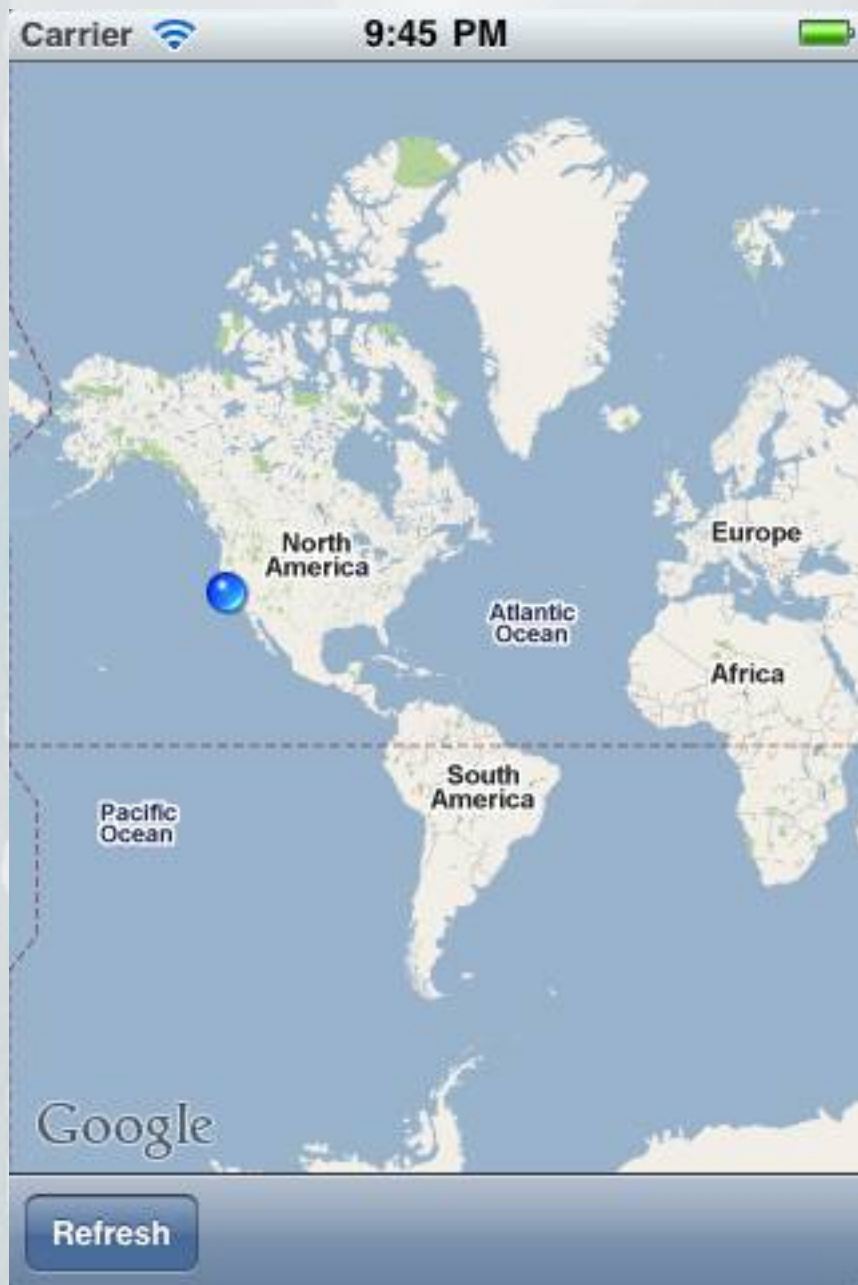 Carrier 9:45 PM
North
America
Europe
Atlantic
Ocean
Africa
South
America
Pacific
Ocean
Google
Refresh